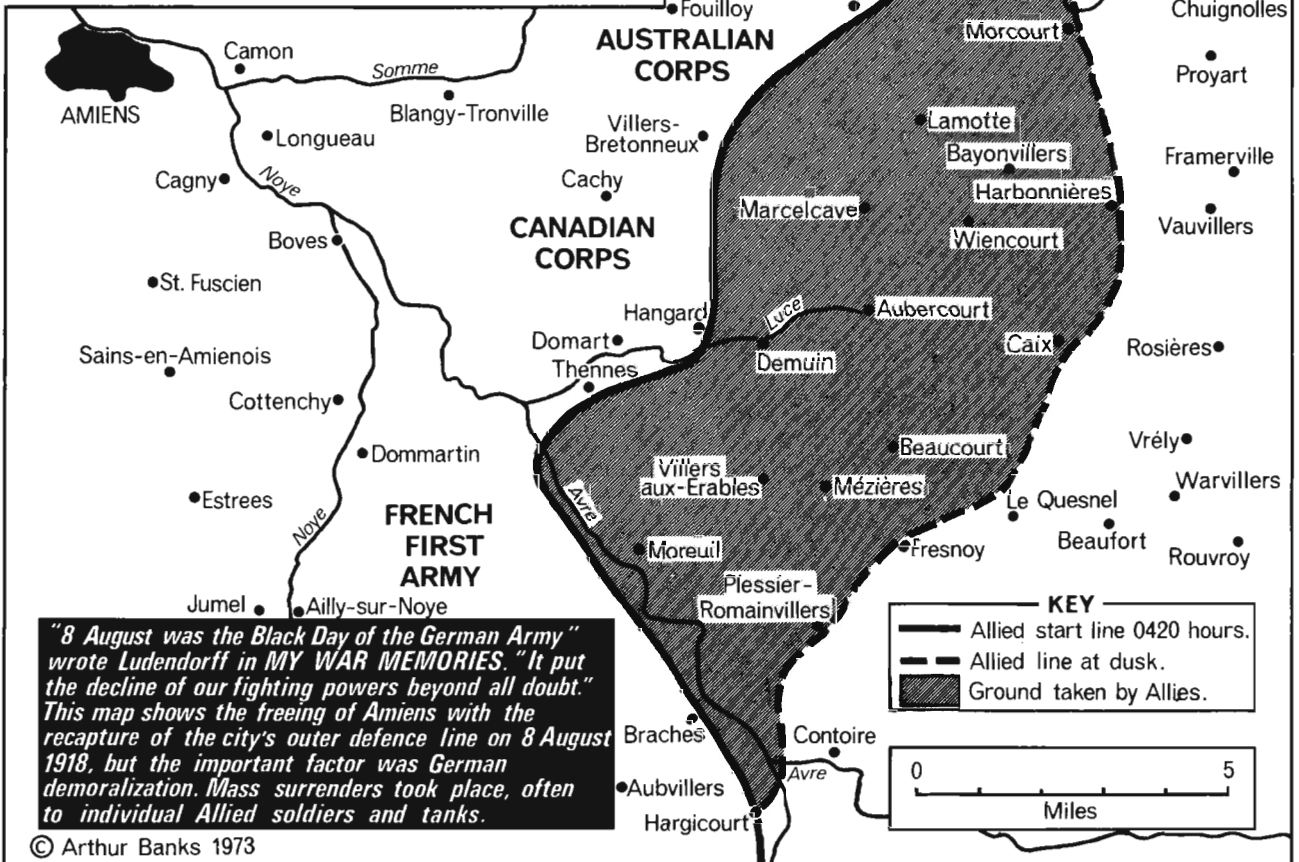 Fouilloy
Chuignolles
AUSTRALIAN
CORPS
Morcourt
Camon
Somme
Proyart
AMIENS
Blangy-Tronville
Lamotte
Longueau
Villers-
Bretonneux
Bayonvillers
Framerville
Cagny
Noye
Cachy
Harbonnières
Marcelcave
CANADIAN
CORPS
Vauvillers
Boves
Wiencourt
St. Fuscien
Hangard
Luce
Aubercourt
Domart
Caix
Rosières
Sains-en-Amienois
Thennes
Demuin
Cottenchy
Vrély
Beaucourt
Dommartin
Villers
aux-Erables
Mézières
Warvillers
Estrees
Avre
Le Quesnel
FRENCH
FIRST
ARMY
Noye
Beaufort
Moreuil
Fresnoy
Rouvroy
Plessier-
Romainvillers
Jumel
Ailly-sur-Noye
KEY
Allied start line 0420 hours.
Allied line at dusk.
Ground taken by Allies.
"8 August was the Black Day of the German Army"
wrote Ludendorff in MY WAR MEMORIES. "It put
the decline of our fighting powers beyond all doubt."
This map shows the freeing of Amiens with the
recapture of the city's outer defence line on 8 August
1918, but the important factor was German
demoralization. Mass surrenders took place, often
to individual Allied soldiers and tanks.
Braches
Contoire
Avre
Aubvillers
Hargicourt
0 5
Miles
© Arthur Banks 1973